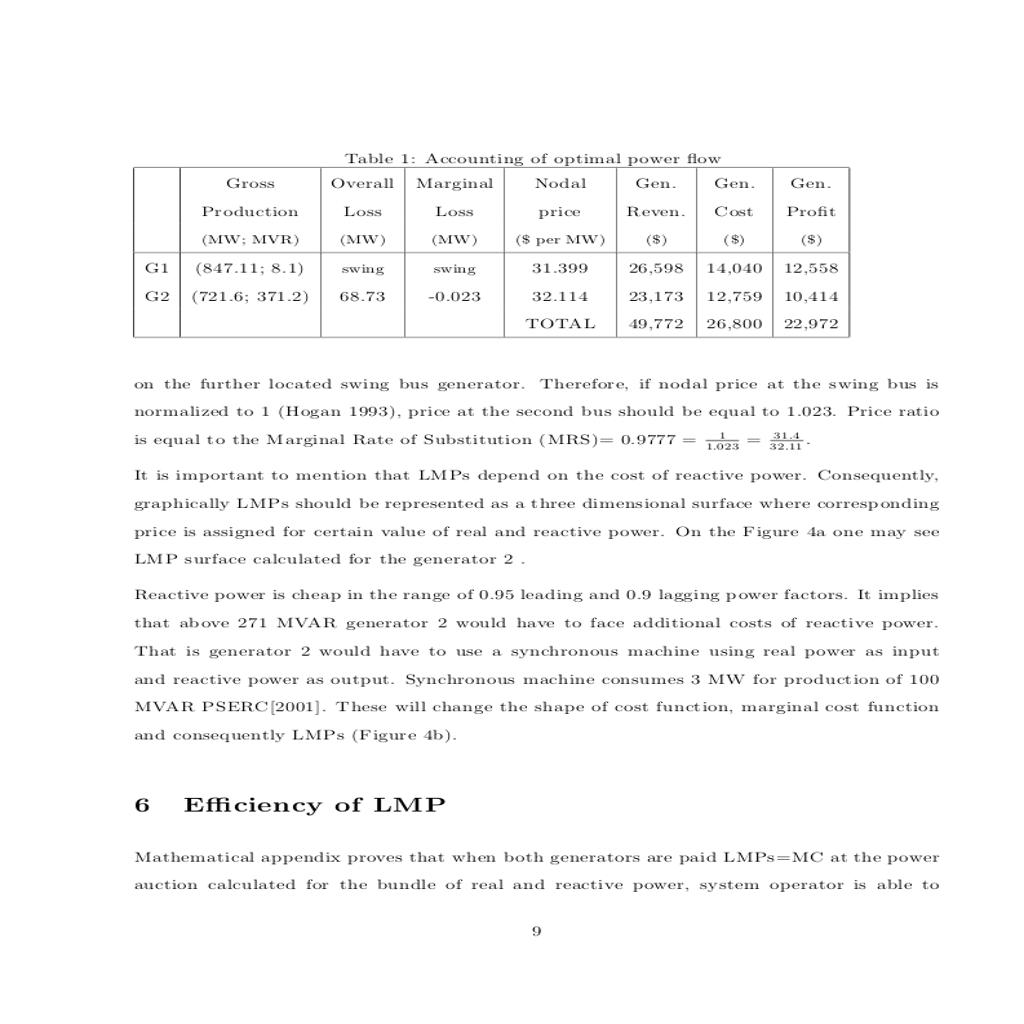 Table 1: Accounting of optimal power flow
Gross Overall Marginal Nodal Gen. Gen. Gen.
Production Loss Loss price Reven. Cost Profit
(MW; MVR) (MW) (MW) ($ per MW) ($) ($) ($)
G1 (847.11; 8.1) swing swing 31.399 26,598 14,040 12,558
G2 (721.6; 371.2) 68.73 -0.023 32.114 23,173 12,759 10,414
TOTAL 49,772 26,800 22,972
on the further located swing bus generator. Therefore, if nodal price at the swing bus is
normalized to 1 (Hogan 1993), price at the second bus should be equal to 1.023. Price ratio
is equal to the Marginal Rate of Substitution (MRS)= 0.9777 = 1/1.023 = 31.4/32.11.
It is important to mention that LMPs depend on the cost of reactive power. Consequently,
graphically LMPs should be represented as a three dimensional surface where corresponding
price is assigned for certain value of real and reactive power. On the Figure 4a one may see
LMP surface calculated for the generator 2 .
Reactive power is cheap in the range of 0.95 leading and 0.9 lagging power factors. It implies
that above 271 MVAR generator 2 would have to face additional costs of reactive power.
That is generator 2 would have to use a synchronous machine using real power as input
and reactive power as output. Synchronous machine consumes 3 MW for production of 100
MVAR PSERC[2001]. These will change the shape of cost function, marginal cost function
and consequently LMPs (Figure 4b).
6 Efficiency of LMP
Mathematical appendix proves that when both generators are paid LMPs=MC at the power
auction calculated for the bundle of real and reactive power, system operator is able to
9